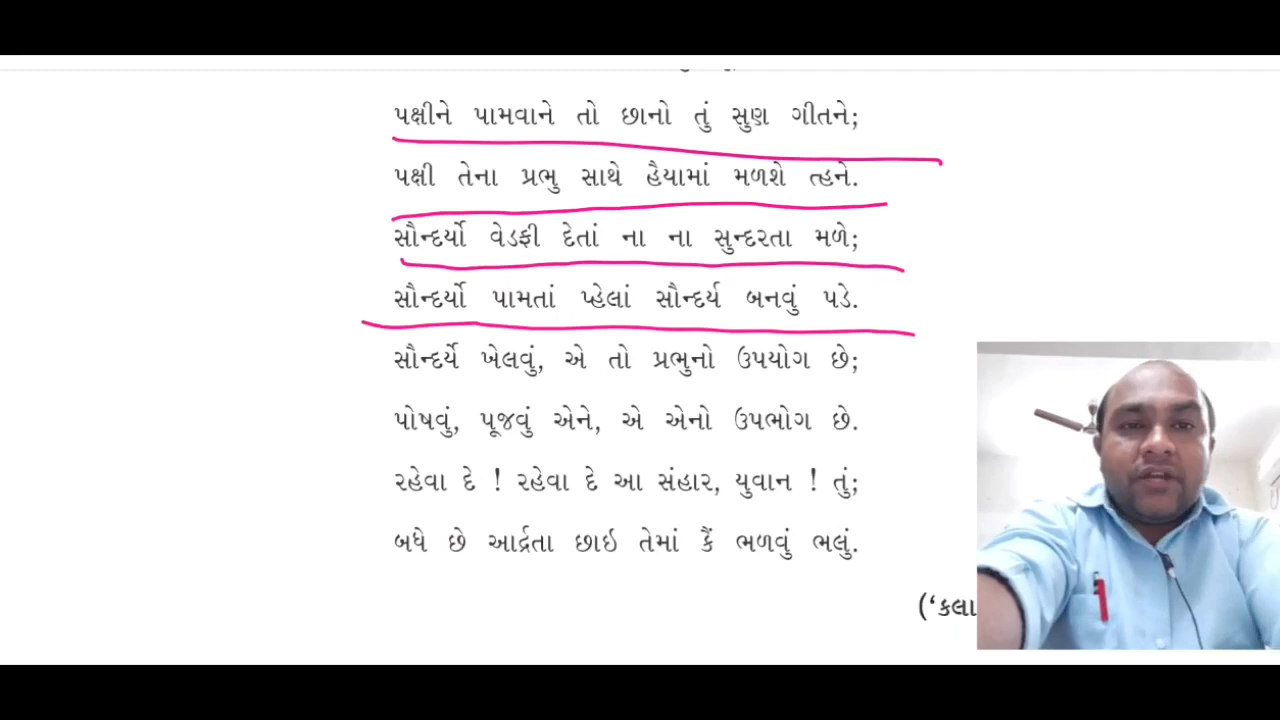 પક્ષીને પામવાને તો છાનો તું સુણ ગીતને;
પક્ષી તેના પ્રભુ સાથે હૈયામાં મળશે ત્હને.
સૌન્દર્યો વેડફી દેતાં ના ના સુન્દરતા મળે;
સૌન્દર્યો પામતાં પ્હેલાં સૌન્દર્ય બનવું પડે.
સૌન્દર્યે ખેલવું, એ તો પ્રભુનો ઉપયોગ છે;
પોષવું, પૂજવું એને, એ એનો ઉપભોગ છે.
રહેવા દે ! રહેવા દે આ સંહાર, યુવાન ! તું;
બધે છે આર્દ્રતા છાઇ તેમાં કૈં ભળવું ભલું.
(‘કલા